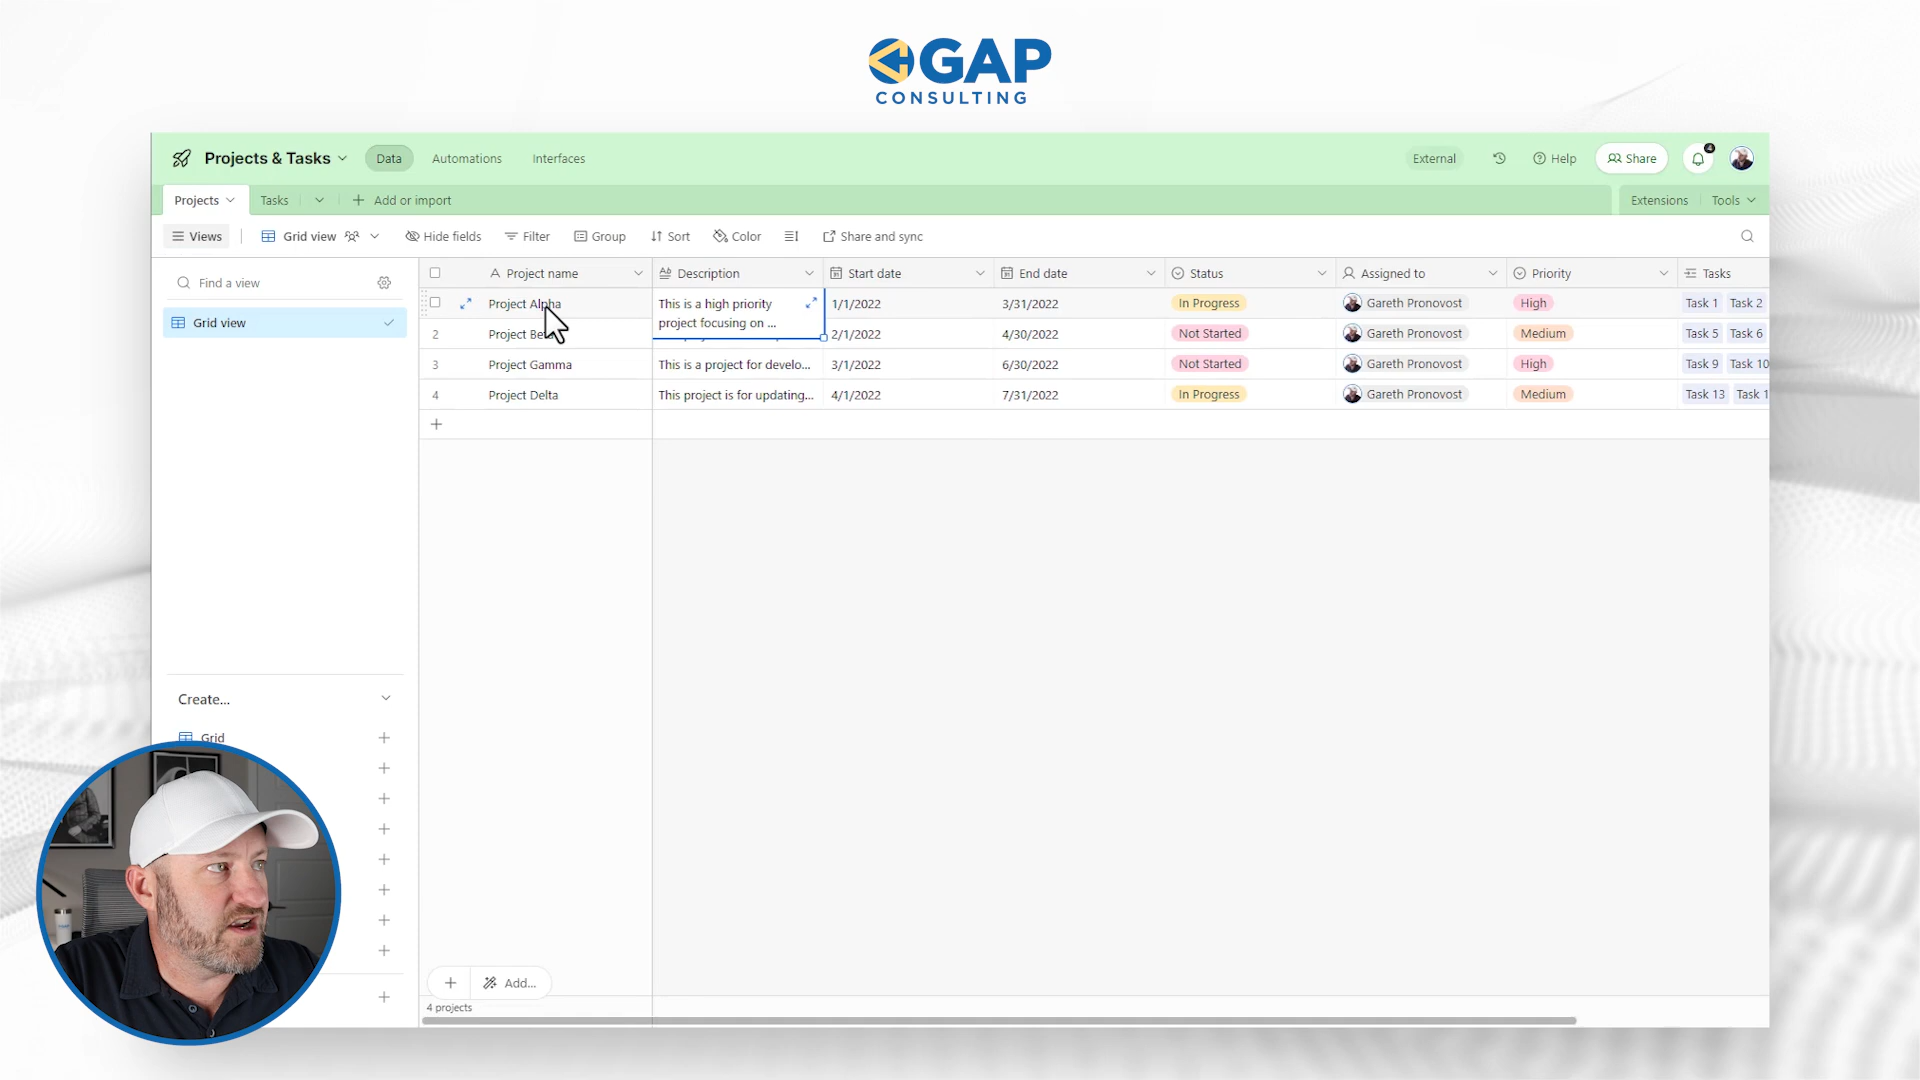 GAP
CONSULTING
Projects & Tasks Data Automations Interfaces External Help Share 4
Projects Tasks Add or import Extensions Tools
Views Grid view Hide fields Filter Group Sort Color Share and sync
Find a view
Grid view
Create...
Grid
Project name Description Start date End date Status Assigned to Priority Tasks
Project Alpha This is a high priority project focusing on ... 1/1/2022 3/31/2022 In Progress Gareth Pronovost High Task 1 Task 2
2 Project Beta 2/1/2022 4/30/2022 Not Started Gareth Pronovost Medium Task 5 Task 6
3 Project Gamma This is a project for develo... 3/1/2022 6/30/2022 Not Started Gareth Pronovost High Task 9 Task 10
4 Project Delta This project is for updating... 4/1/2022 7/31/2022 In Progress Gareth Pronovost Medium Task 13 Task 1
Add...
4 projects